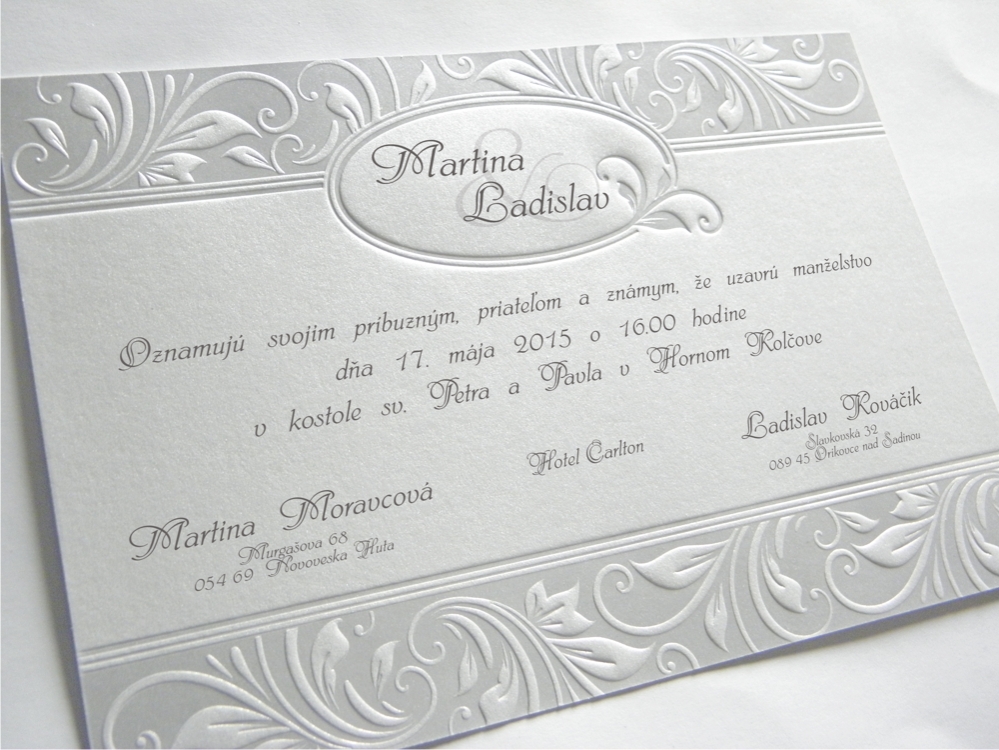 Martina
&
Ladislav
Oznamujú svojim príbuzným, priateľom a známym, že uzavrú manželstvo
dňa 17. mája 2015 o 16.00 hodine
v kostole sv. Petra a Pavla v Hornom Kolčove
Hotel Carlton
Martina Moravcová
Murgašova 68
054 69 Novoveska Huta
Ladislav Kováčik
Slavkovská 32
089 45 Orikovce nad Sadinou